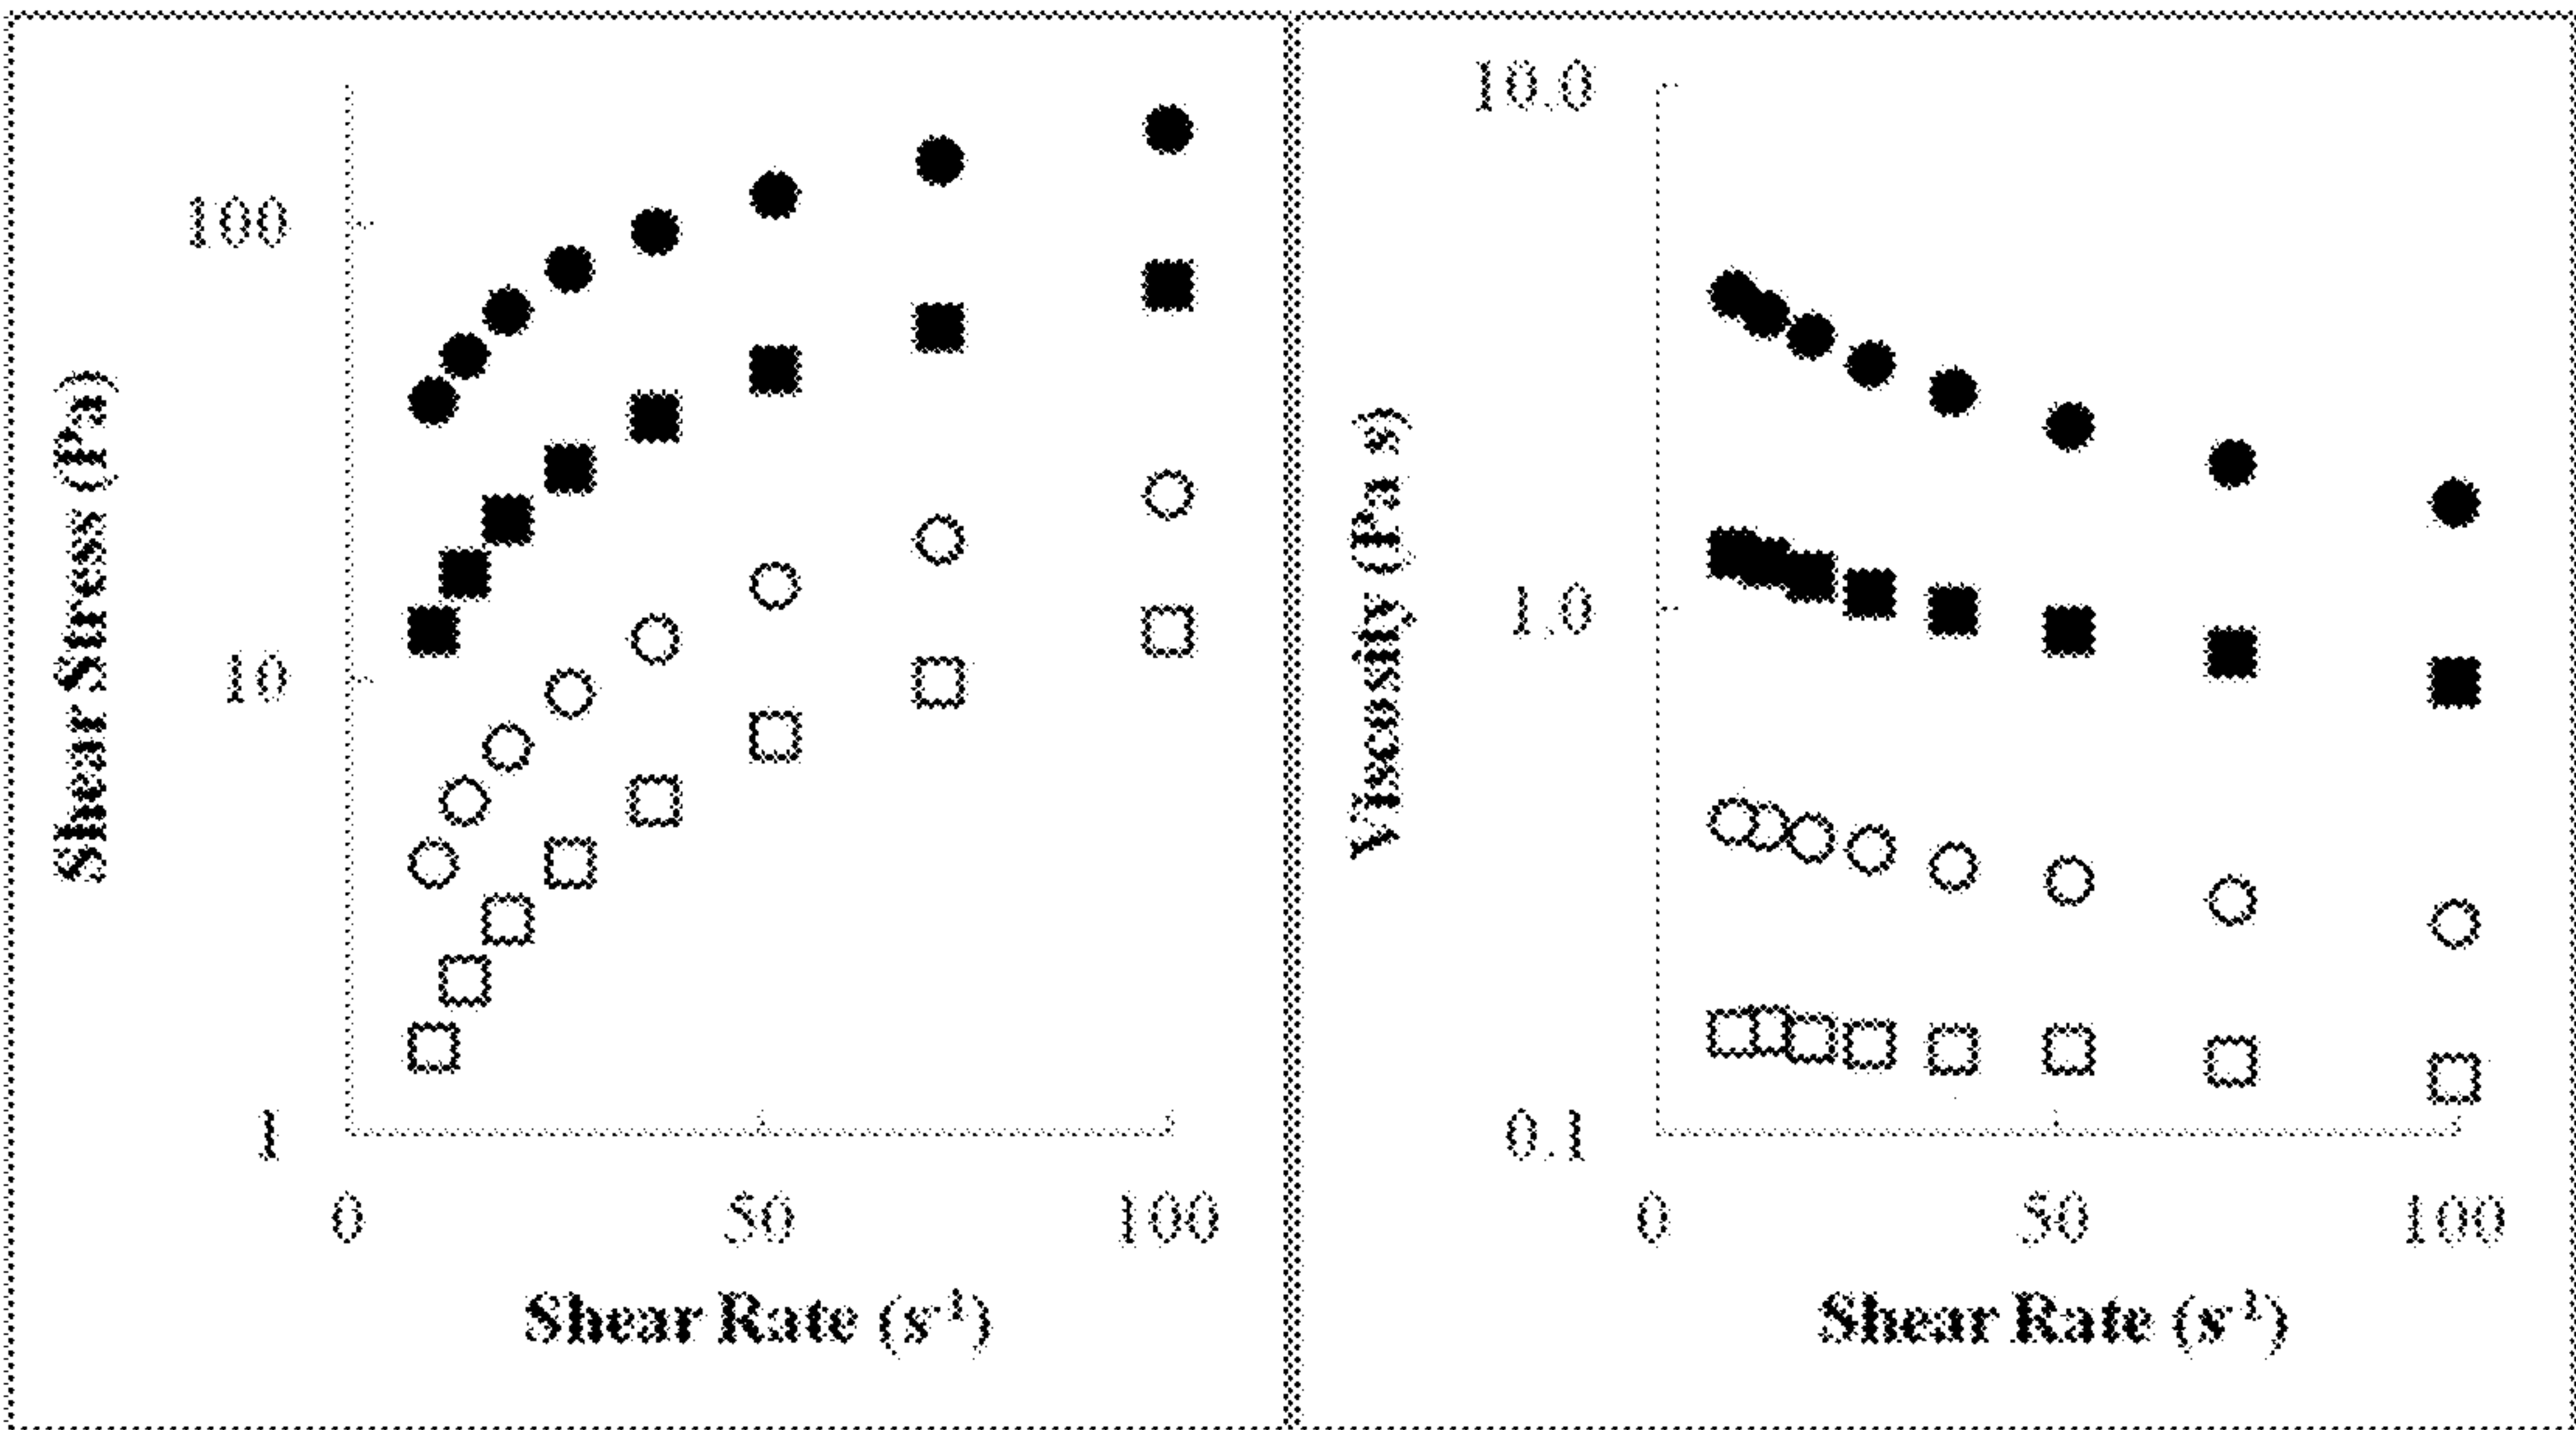 Shear Stress (Pa)
100
10
1
0 50 100
Shear Rate (s-1)
Viscosity (Pa s)
10.0
1.0
0.1
0 50 100
Shear Rate (s-1)